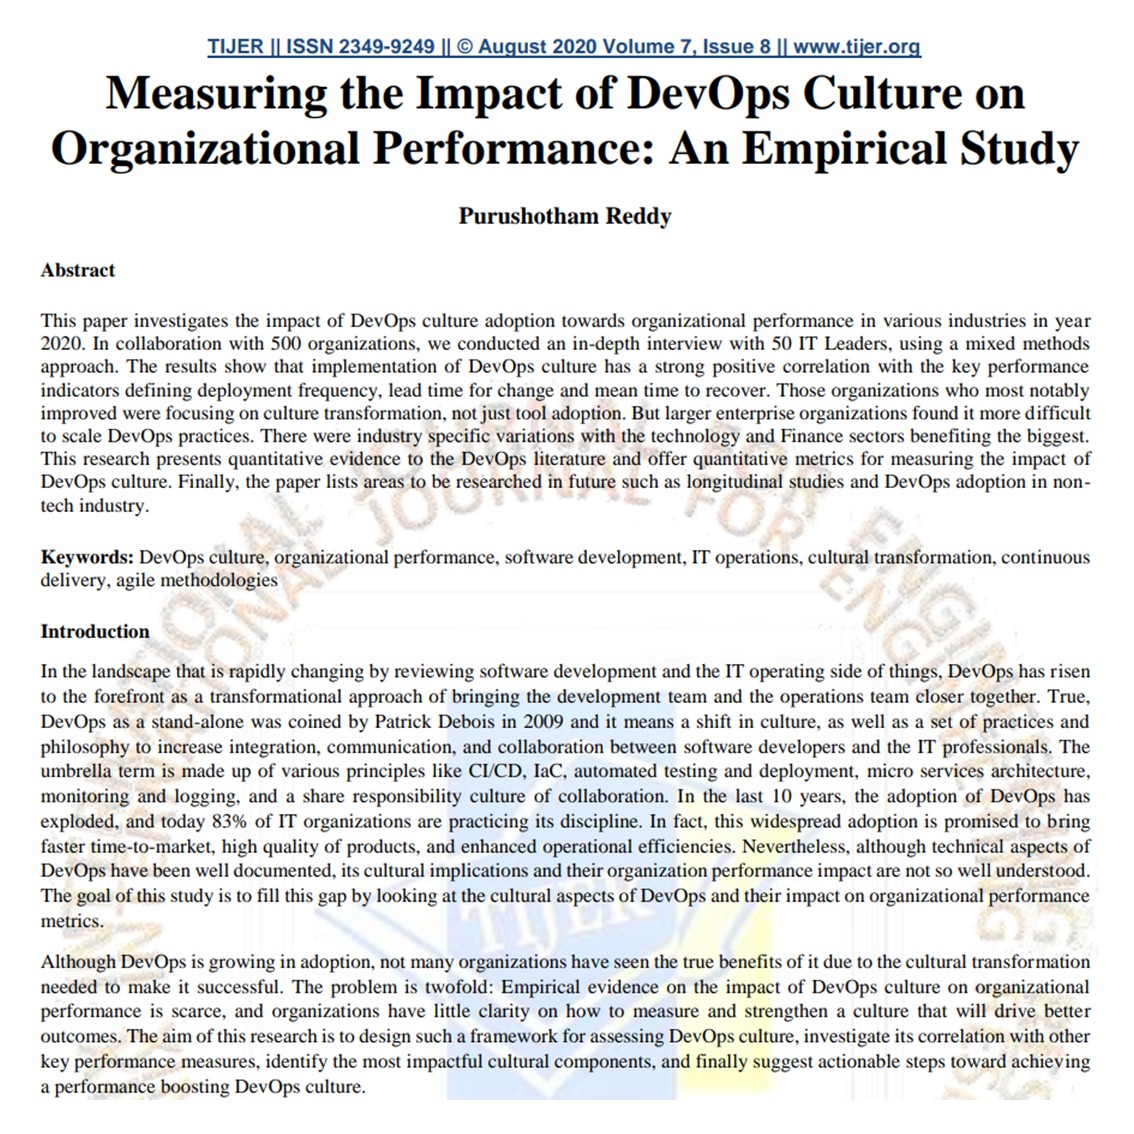 TIJER || ISSN 2349-9249 || © August 2020 Volume 7, Issue 8 || www.tijer.org
Measuring the Impact of DevOps Culture on
Organizational Performance: An Empirical Study
Purushotham Reddy
Abstract
This paper investigates the impact of DevOps culture adoption towards organizational performance in various industries in year
2020. In collaboration with 500 organizations, we conducted an in-depth interview with 50 IT Leaders, using a mixed methods
approach. The results show that implementation of DevOps culture has a strong positive correlation with the key performance
indicators defining deployment frequency, lead time for change and mean time to recover. Those organizations who most notably
improved were focusing on culture transformation, not just tool adoption. But larger enterprise organizations found it more difficult
to scale DevOps practices. There were industry specific variations with the technology and Finance sectors benefiting the biggest.
This research presents quantitative evidence to the DevOps literature and offer quantitative metrics for measuring the impact of
DevOps culture. Finally, the paper lists areas to be researched in future such as longitudinal studies and DevOps adoption in non-
tech industry.
Keywords: DevOps culture, organizational performance, software development, IT operations, cultural transformation, continuous
delivery, agile methodologies
Introduction
In the landscape that is rapidly changing by reviewing software development and the IT operating side of things, DevOps has risen
to the forefront as a transformational approach of bringing the development team and the operations team closer together. True,
DevOps as a stand-alone was coined by Patrick Debois in 2009 and it means a shift in culture, as well as a set of practices and
philosophy to increase integration, communication, and collaboration between software developers and the IT professionals. The
umbrella term is made up of various principles like CI/CD, IaC, automated testing and deployment, micro services architecture,
monitoring and logging, and a share responsibility culture of collaboration. In the last 10 years, the adoption of DevOps has
exploded, and today 83% of IT organizations are practicing its discipline. In fact, this widespread adoption is promised to bring
faster time-to-market, high quality of products, and enhanced operational efficiencies. Nevertheless, although technical aspects of
DevOps have been well documented, its cultural implications and their organization performance impact are not so well understood.
The goal of this study is to fill this gap by looking at the cultural aspects of DevOps and their impact on organizational performance
metrics.
Although DevOps is growing in adoption, not many organizations have seen the true benefits of it due to the cultural transformation
needed to make it successful. The problem is twofold: Empirical evidence on the impact of DevOps culture on organizational
performance is scarce, and organizations have little clarity on how to measure and strengthen a culture that will drive better
outcomes. The aim of this research is to design such a framework for assessing DevOps culture, investigate its correlation with other
key performance measures, identify the most impactful cultural components, and finally suggest actionable steps toward achieving
a performance boosting DevOps culture.
TIJER